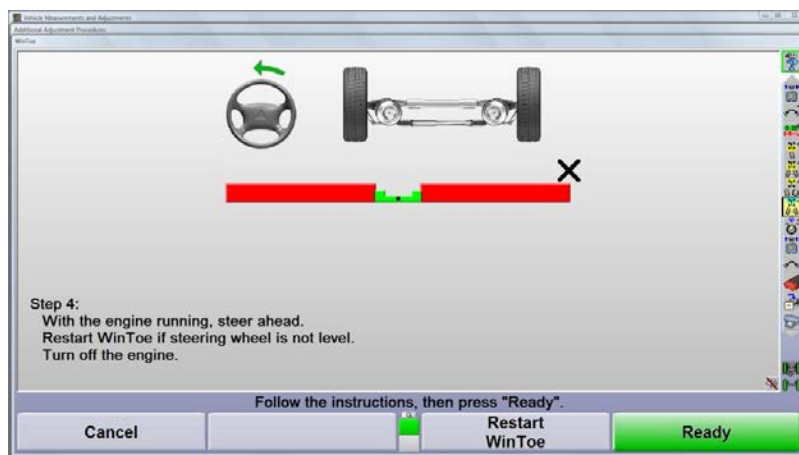 Vehicle Measurements and Adjustments
Additional Adjustment Procedures
WinToe
Step 4:
With the engine running, steer ahead.
Restart WinToe if steering wheel is not level.
Turn off the engine.
Follow the instructions, then press "Ready".
Cancel
Restart
WinToe
Ready